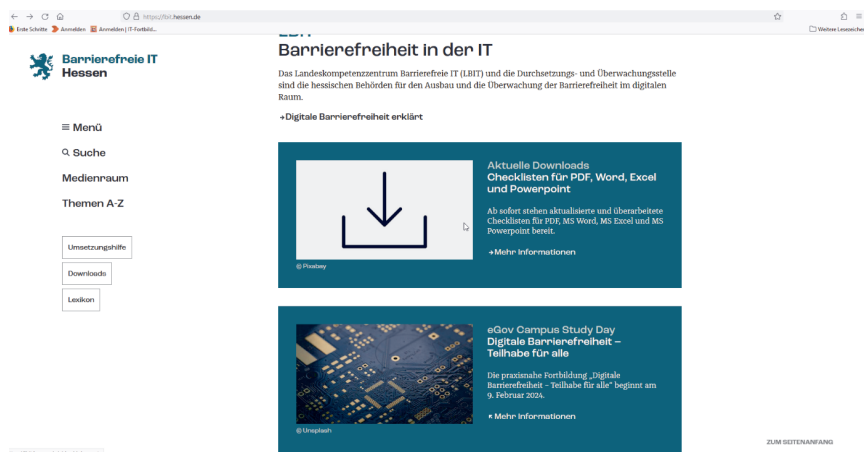 https://lbit.hessen.de
Erste Schritte
Anmelden
Anmelden | IT-Fortbild...
Weitere Lesezeichen
Barrierefreie IT
Hessen
Menü
Suche
Medienraum
Themen A-Z
Umsetzungshilfe
Downloads
Lexikon
LBIT
Barrierefreiheit in der IT
Das Landeskompetenzzentrum Barrierefreie IT (LBIT) und die Durchsetzungs- und Überwachungsstelle
sind die hessischen Behörden für den Ausbau und die Überwachung der Barrierefreiheit im digitalen
Raum.
Digitale Barrierefreiheit erklärt
© Pixabay
Aktuelle Downloads
Checklisten für PDF, Word, Excel
und Powerpoint
Ab sofort stehen aktualisierte und überarbeitete
Checklisten für PDF, MS Word, MS Excel und MS
Powerpoint bereit.
Mehr Informationen
© Unsplash
eGov Campus Study Day
Digitale Barrierefreiheit –
Teilhabe für alle
Die praxisnahe Fortbildung „Digitale
Barrierefreiheit - Teilhabe für alle" beginnt am
9. Februar 2024.
Mehr Informationen
ZUM SEITENANFANG